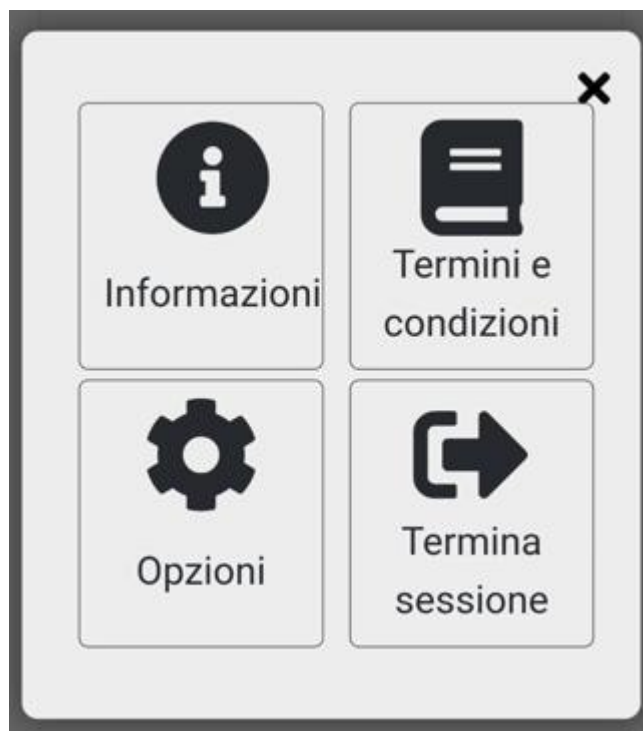 Informazioni
Termini e
condizioni
Opzioni
Termina
sessione